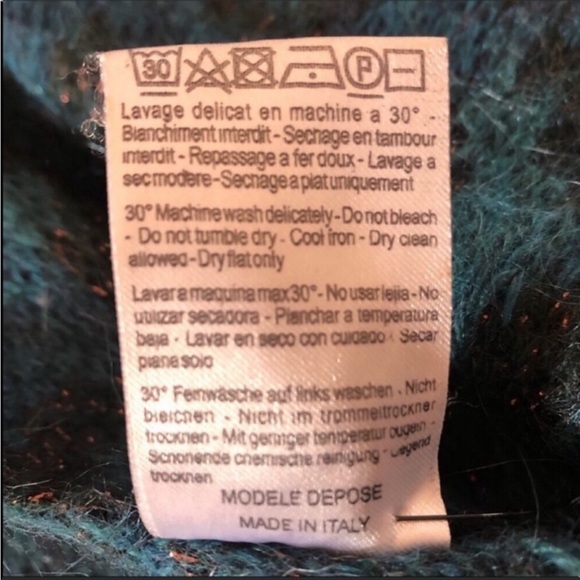 30 P
Lavage delicat en machine a 30° -
Blanchiment interdit - Sechage en tambour
interdit - Repassage a fer doux - Lavage a
sec modere - Sechage a plat uniquement
30° Machine wash delicately - Do not bleach
- Do not tumble dry - Cool iron - Dry clean
allowed - Dry flat only
Lavar a maquina max 30° - No usar lejia - No
utilizar secadora - Planchar a temperatura
baja - Lavar en seco con cuidado - Secar
plana solo
30° Feinwäsche auf links waschen - Nicht
bleichen - Nicht im trommeltrockner
trocknen - Mit geringer temperatur bugeln -
Schonende chemische reinigung - Liegend
trocknen
MODELE DEPOSE
MADE IN ITALY